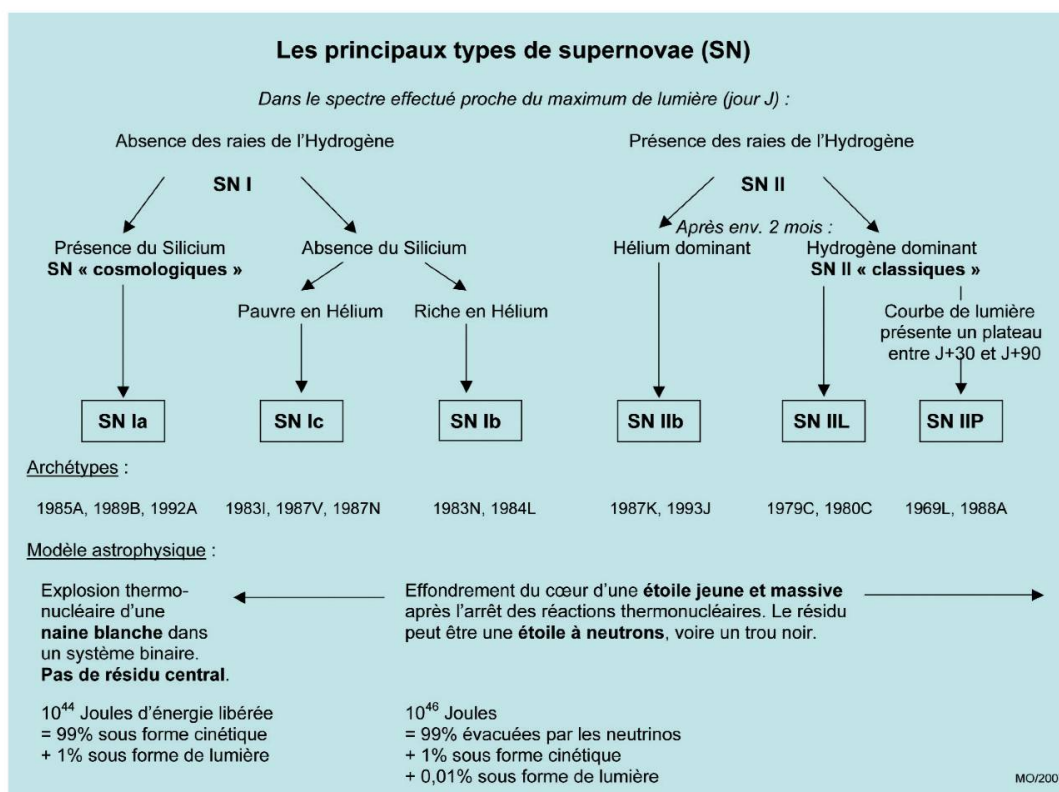 Les principaux types de supernovae (SN)
Dans le spectre effectué proche du maximum de lumière (jour J) :
Absence des raies de l'Hydrogène
Présence des raies de l'Hydrogène
SN I
SN II
Après env. 2 mois :
Présence du Silicium
SN « cosmologiques »
Absence du Silicium
Hélium dominant
Hydrogène dominant
SN II « classiques »
Pauvre en Hélium
Riche en Hélium
Courbe de lumière
présente un plateau
entre J+30 et J+90
SN Ia
SN Ic
SN Ib
SN IIb
SN IIL
SN IIP
Archétypes :
1985A, 1989B, 1992A
1983I, 1987V, 1987N
1983N, 1984L
1987K, 1993J
1979C, 1980C
1969L, 1988A
Modèle astrophysique :
Explosion thermo-
nucléaire d'une
naine blanche dans
un système binaire.
Pas de résidu central.
Effondrement du cœur d'une étoile jeune et massive
après l'arrêt des réactions thermonucléaires. Le résidu
peut être une étoile à neutrons, voire un trou noir.
10^44 Joules d'énergie libérée
= 99% sous forme cinétique
+ 1% sous forme de lumière
10^46 Joules
= 99% évacuées par les neutrinos
+ 1% sous forme cinétique
+ 0,01% sous forme de lumière
MO/200